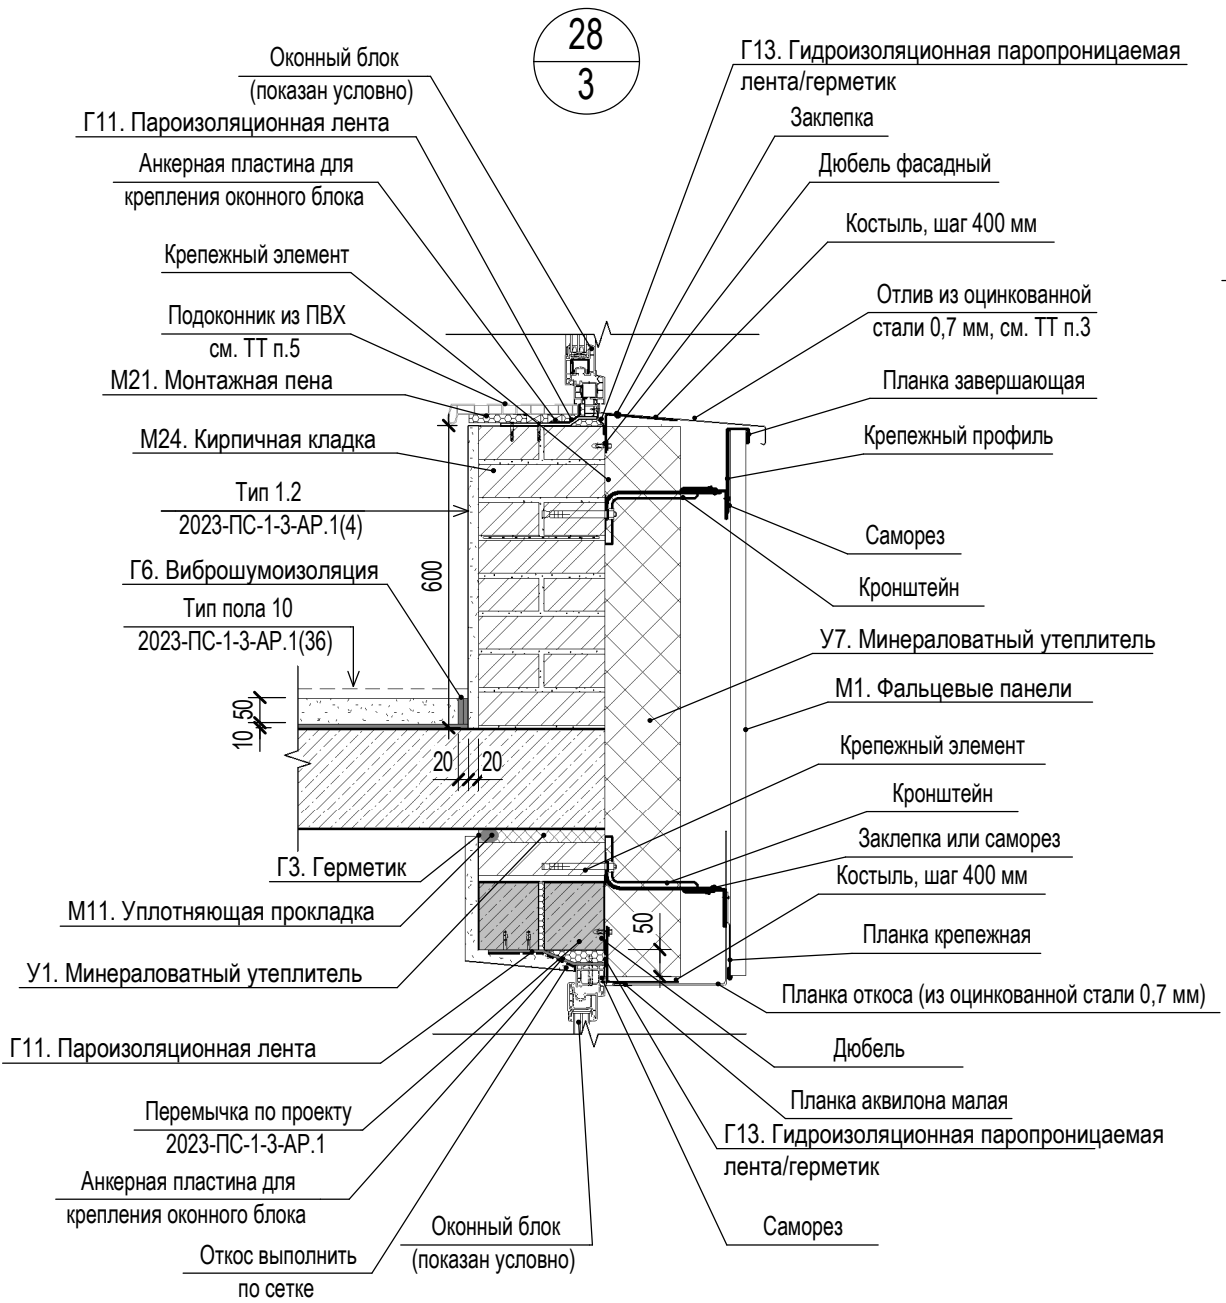 28
3
Оконный блок
(показан условно)
Г11. Пароизоляционная лента
Анкерная пластина для
крепления оконного блока
Крепежный элемент
Подоконник из ПВХ
см. ТТ п.5
М21. Монтажная пена
М24. Кирпичная кладка
Тип 1.2
2023-ПС-1-3-АР.1(4)
Г6. Виброшумоизоляция
Тип пола 10
2023-ПС-1-3-АР.1(36)
Г13. Гидроизоляционная паропроницаемая
лента/герметик
Заклепка
Дюбель фасадный
Костыль, шаг 400 мм
Отлив из оцинкованной
стали 0,7 мм, см. ТТ п.3
Планка завершающая
Крепежный профиль
Саморез
Кронштейн
У7. Минераловатный утеплитель
М1. Фальцевые панели
Крепежный элемент
Кронштейн
Заклепка или саморез
Костыль, шаг 400 мм
Планка крепежная
Планка откоса (из оцинкованной стали 0,7 мм)
Дюбель
Планка аквилона малая
Г13. Гидроизоляционная паропроницаемая
лента/герметик
Саморез
600
50
10
20
20
50
Г3. Герметик
М11. Уплотняющая прокладка
У1. Минераловатный утеплитель
Г11. Пароизоляционная лента
Перемычка по проекту
2023-ПС-1-3-АР.1
Анкерная пластина для
крепления оконного блока
Откос выполнить
по сетке
Оконный блок
(показан условно)